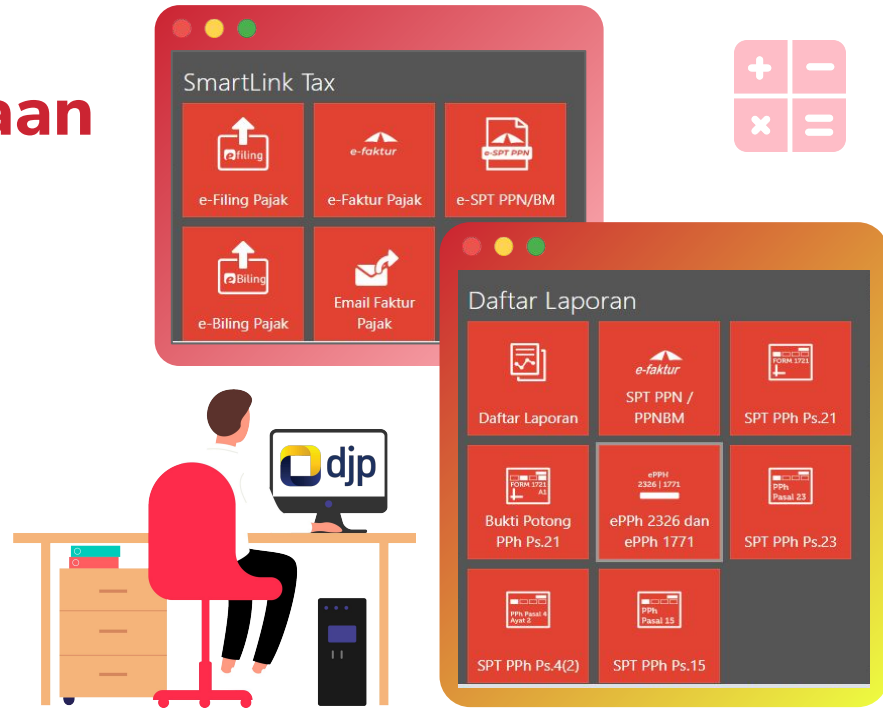 aan
SmartLink Tax
efiling
e-Filing Pajak
e-faktur
e-Faktur Pajak
e-SPT PPN
e-SPT PPN/BM
eBiling
e-Biling Pajak
Email Faktur
Pajak
Daftar Laporan
Daftar Laporan
e-faktur
SPT PPN /
PPNBM
FORM 1721
SPT PPh Ps.21
FORM 1721
A1
Bukti Potong
PPh Ps.21
ePPH
2326 | 1771
ePPh 2326 dan
ePPh 1771
PPh
Pasal 23
SPT PPh Ps.23
PPh Pasal 4
Ayat 2
SPT PPh Ps.4(2)
PPh
Pasal 15
SPT PPh Ps.15
djp